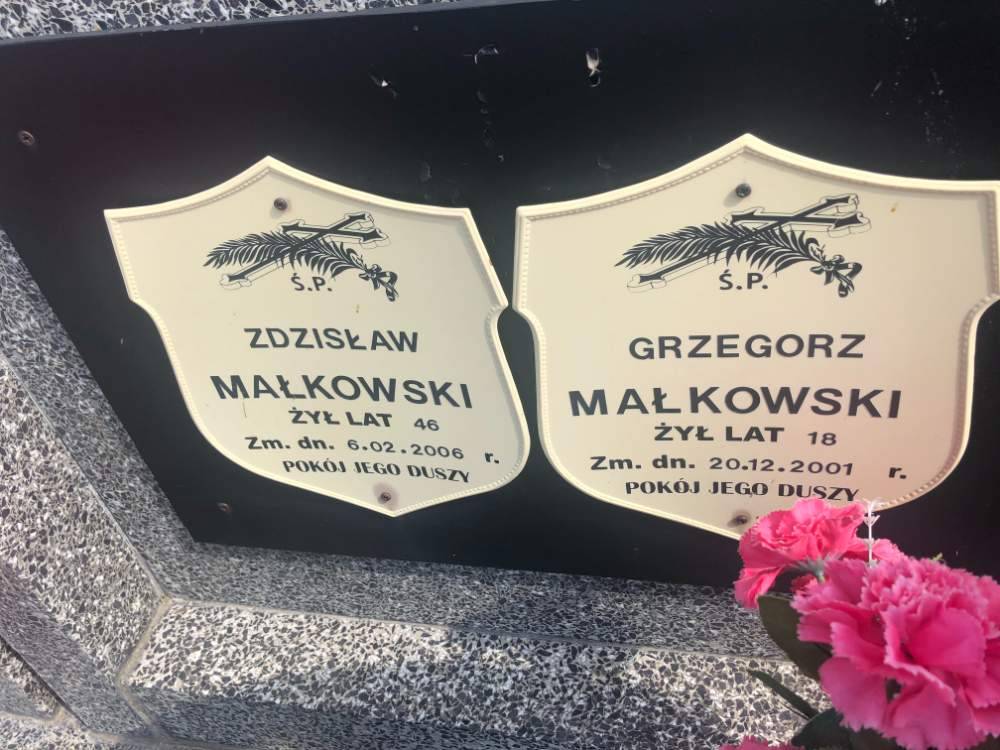 Ś.P.
ZDZISŁAW
MAŁKOWSKI
ŻYŁ LAT 46
Zm. dn. 6.02.2006 r.
POKÓJ JEGO DUSZY
Ś.P.
GRZEGORZ
MAŁKOWSKI
ŻYŁ LAT 18
Zm. dn. 20.12.2001 r.
POKÓJ JEGO DUSZY